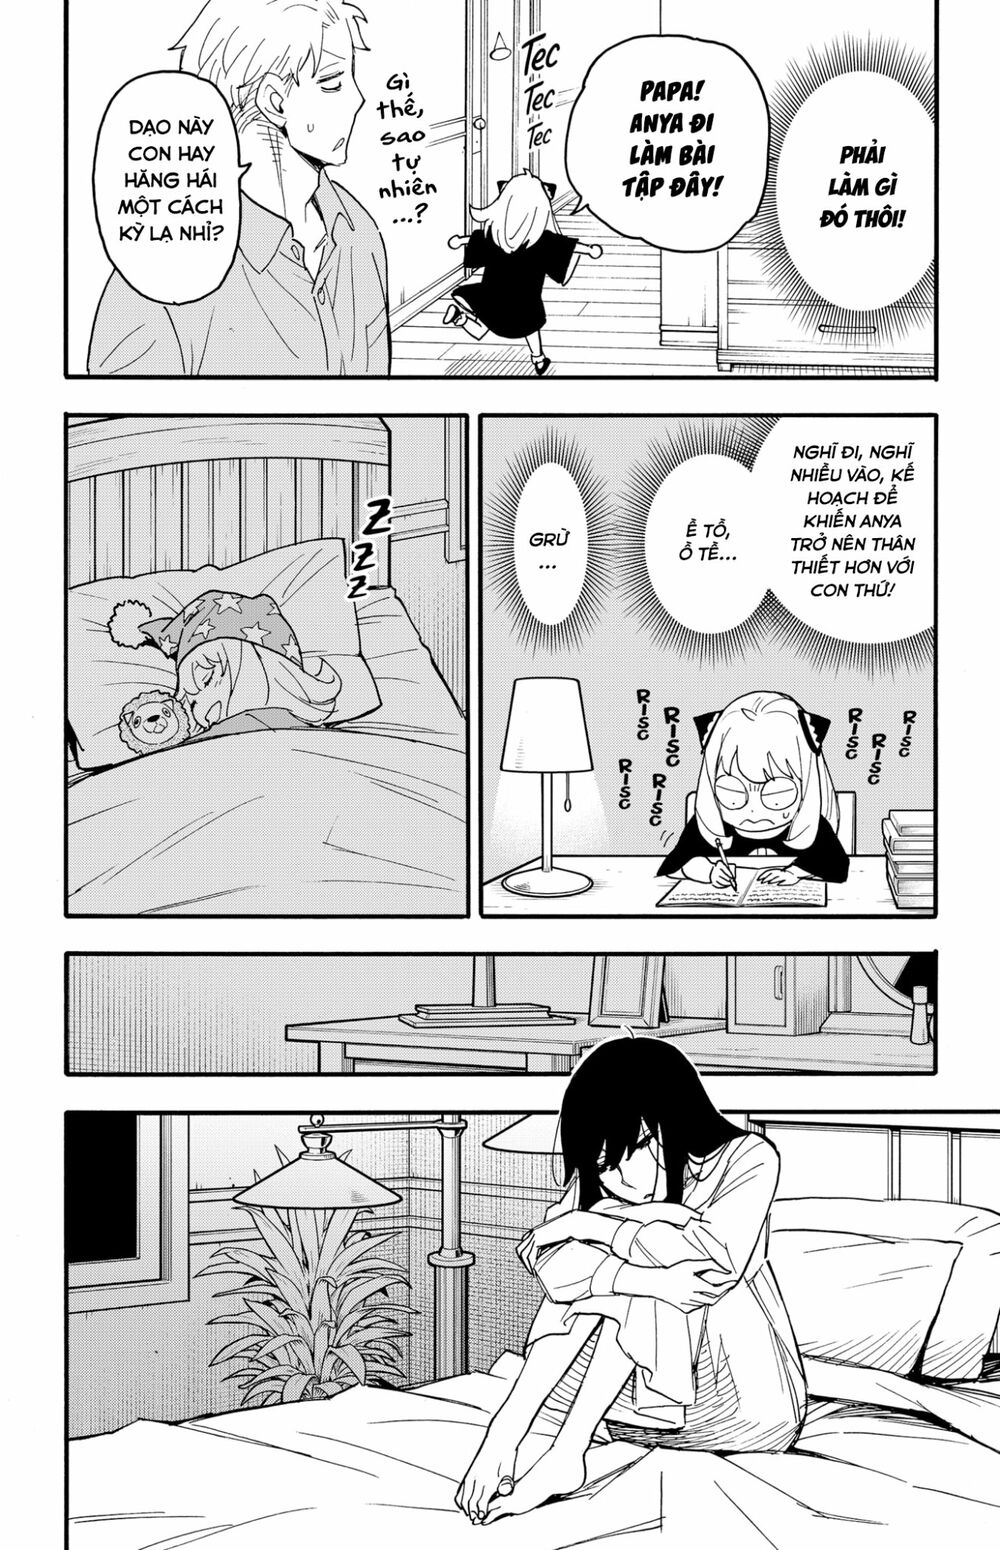 PHẢI
LÀM GÌ
ĐÓ THÔI!
PAPA!
ANYA ĐI
LÀM BÀI
TẬP ĐÂY!
TEC
TEC
TEC
Gì
thế,
sao
tự
nhiên
...?
DẠO NÀY
CON HAY
HĂNG HÁI
MỘT CÁCH
KỲ LẠ NHỈ?
NGHĨ ĐI, NGHĨ
NHIỀU VÀO, KẾ
HOẠCH ĐỂ
KHIẾN ANYA
TRỞ NÊN THÂN
THIẾT HƠN VỚI
CON THỨ!
Ề TỒ,
Ồ TỀ...
GRỪ
...
RISC
RISC
RISC
RISC
RISC
RISC
RISC
Z
Z
Z